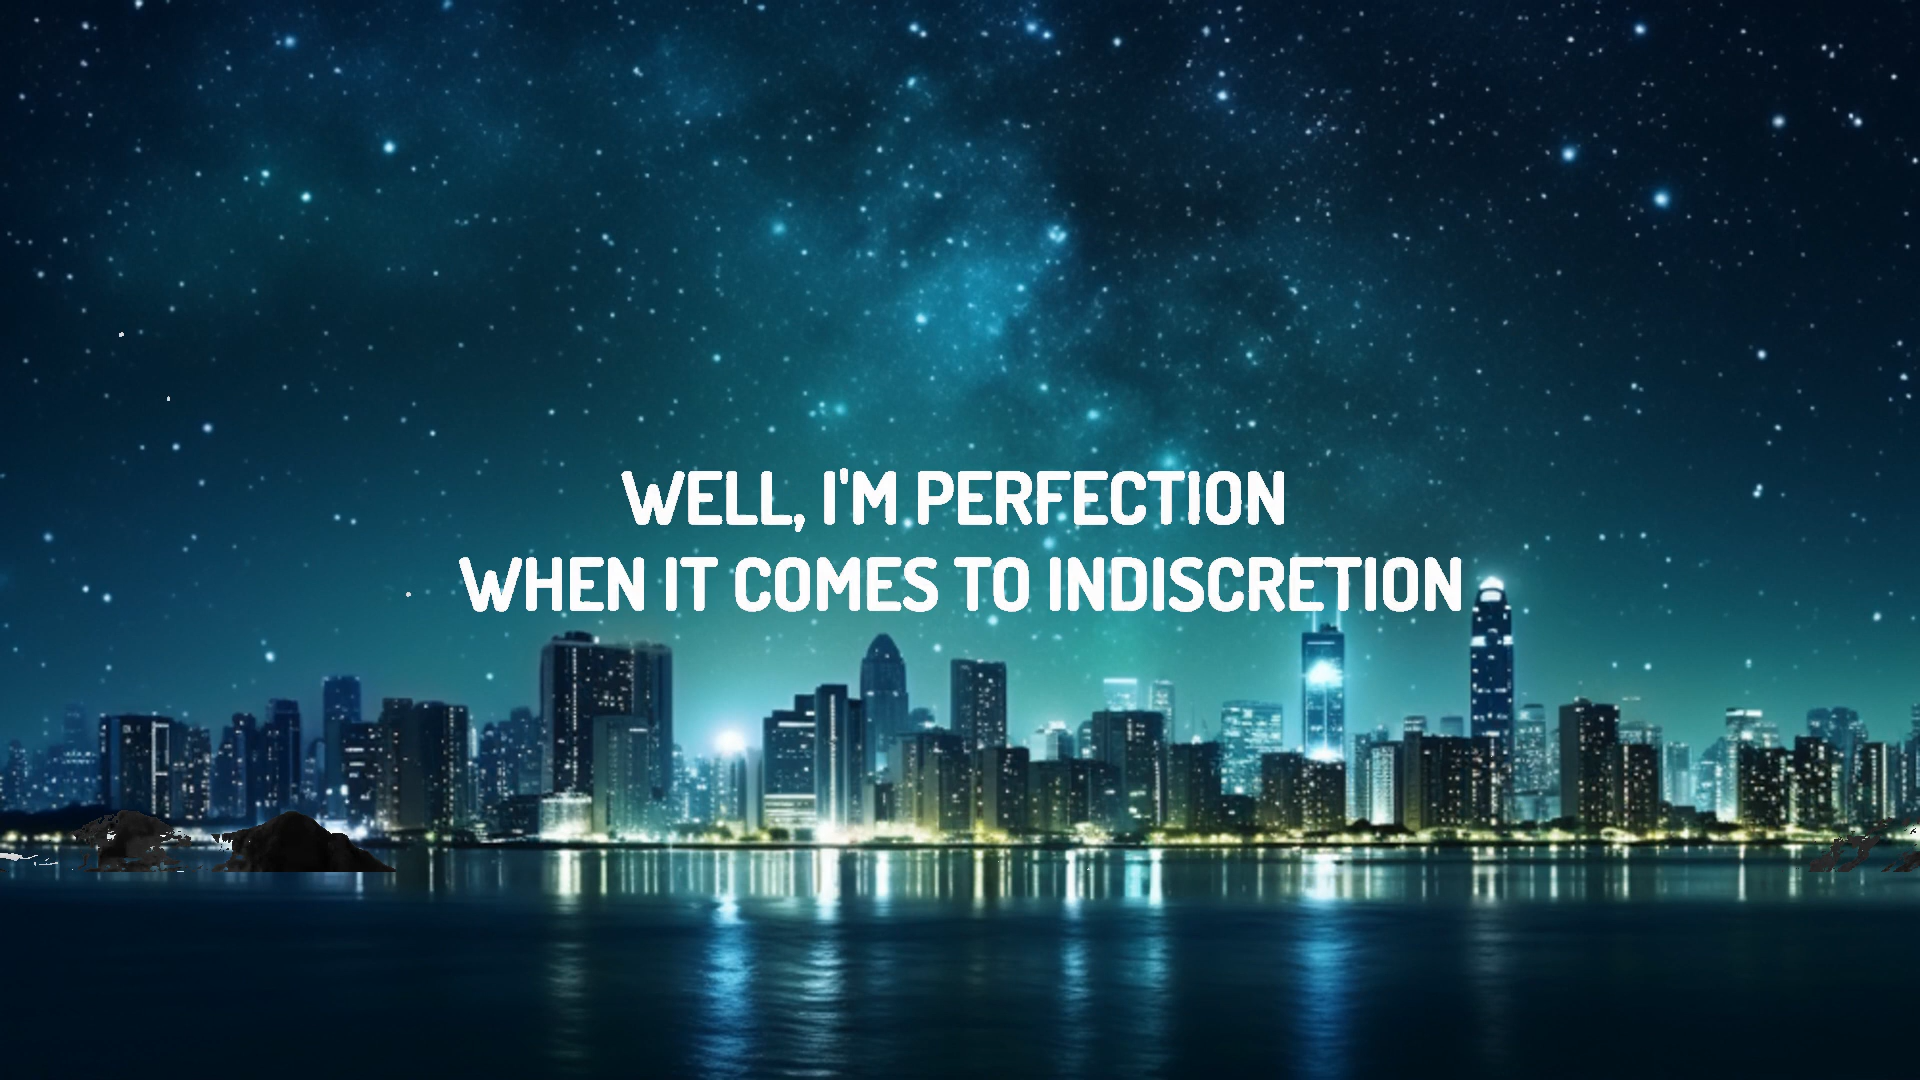 WELL, I'M PERFECTION
WHEN IT COMES TO INDISCRETION